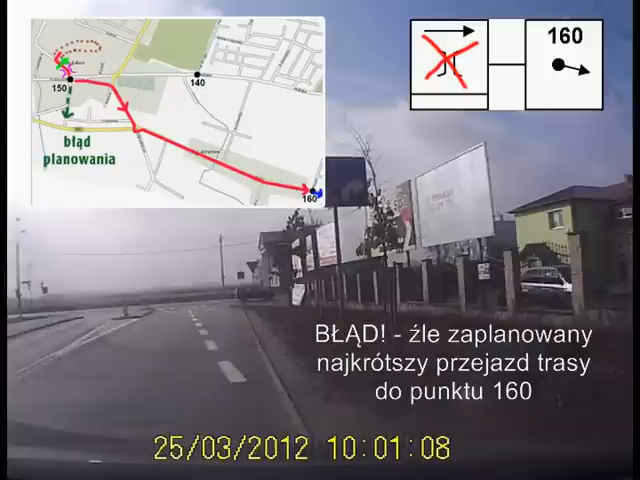 160
150
140
błąd
planowania
160
BŁĄD! - źle zaplanowany
najkrótszy przejazd trasy
do punktu 160
25/03/2012 10:01:08